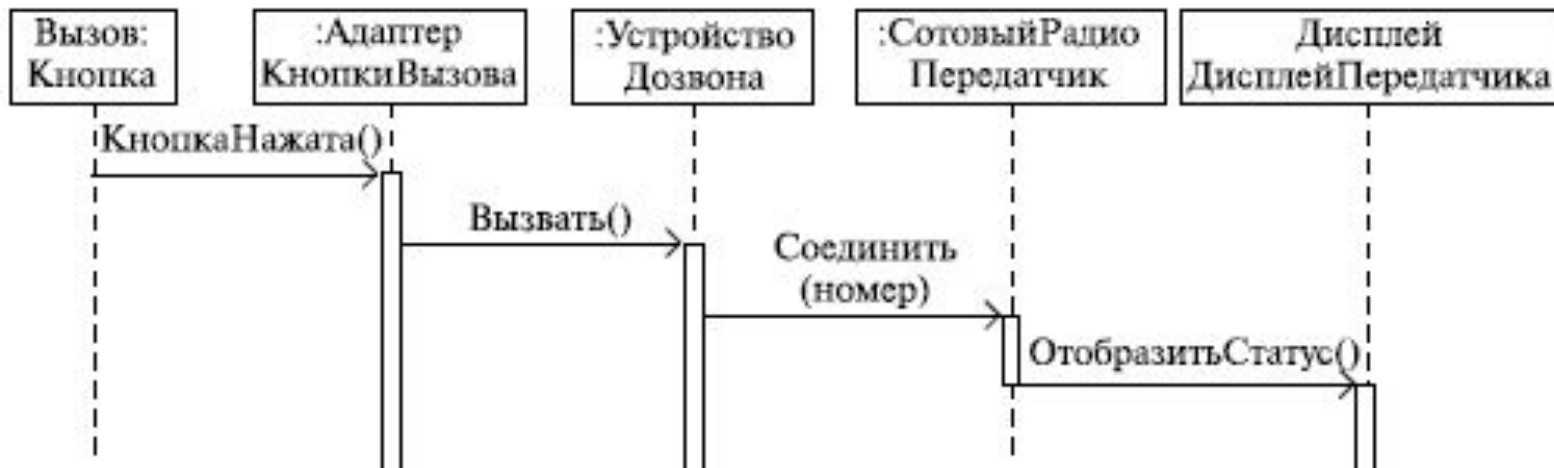 Вызов:
Кнопка
:Адаптер
КнопкиВызова
:Устройство
Дозвона
:СотовыйРадио
Передатчик
Дисплей
ДисплейПередатчика
КнопкаНажата()
Вызвать()
Соединить
(номер)
ОтобразитьСтатус()